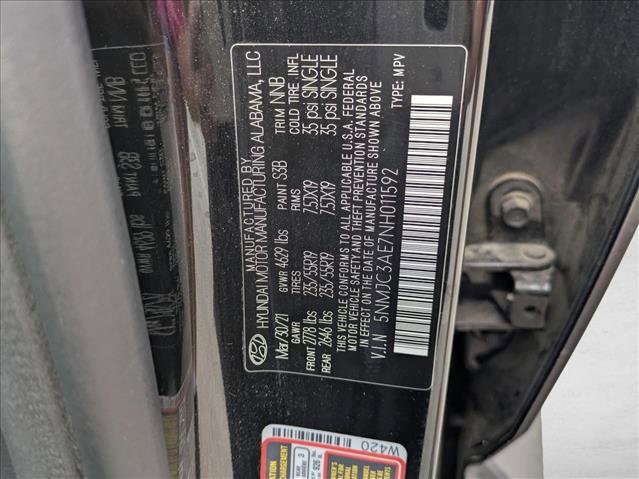 MANUFACTURED BY
HYUNDAI MOTOR MANUFACTURING ALABAMA, LLC
Mar/30/21 GVWR 4629 lbs PAINT S3B TRIM NNB
GAWR TIRES RIMS COLD TIRE INFL
FRONT 2778 lbs 235/55R19 7.5JX19 35 psi SINGLE
REAR 2646 lbs 235/55R19 7.5JX19 35 psi SINGLE
THIS VEHICLE CONFORMS TO ALL APPLICABLE U.S.A. FEDERAL
MOTOR VEHICLE SAFETY AND THEFT PREVENTION STANDARDS
IN EFFECT ON THE DATE OF MANUFACTURE SHOWN ABOVE
V.I.N 5NMJC3AE7NH011592 TYPE: MPV
W420